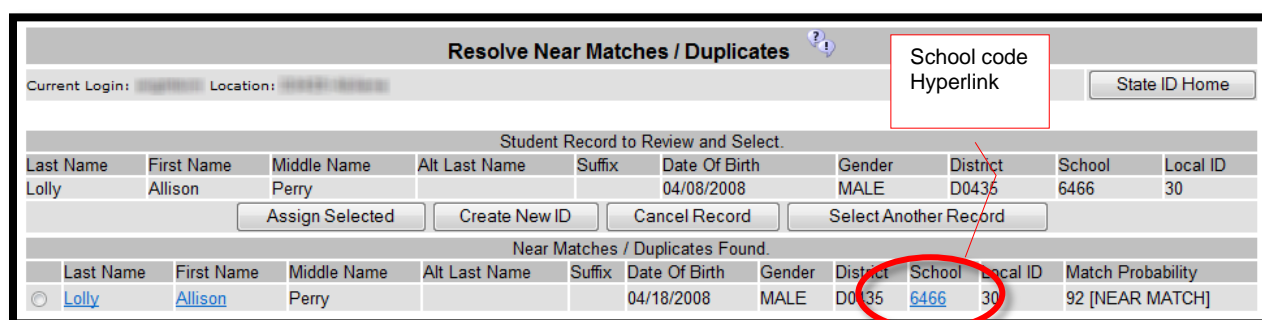 Resolve Near Matches / Duplicates
School code
Hyperlink
Current Login: Location:
State ID Home
Student Record to Review and Select.
Last Name First Name Middle Name Alt Last Name Suffix Date Of Birth Gender District School Local ID
Lolly Allison Perry 04/08/2008 MALE D0435 6466 30
Assign Selected Create New ID Cancel Record Select Another Record
Near Matches / Duplicates Found.
Last Name First Name Middle Name Alt Last Name Suffix Date Of Birth Gender District School Local ID Match Probability
Lolly Allison Perry 04/18/2008 MALE D0435 6466 30 92 [NEAR MATCH]